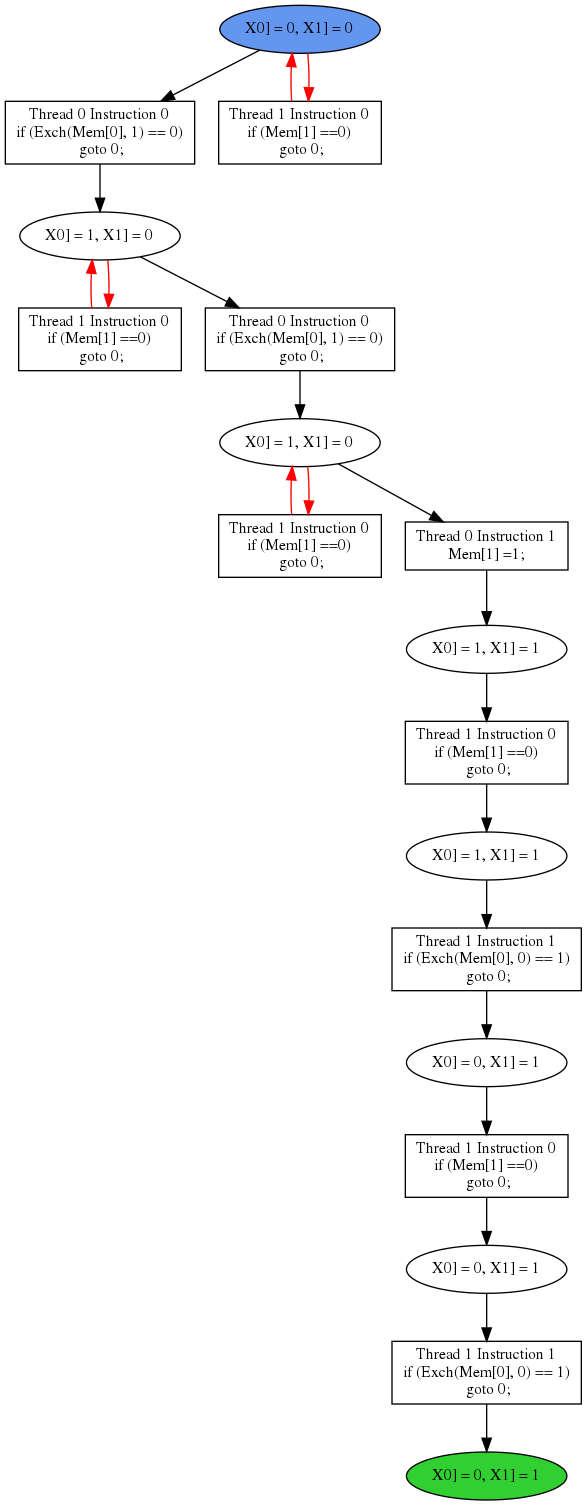 X0] = 0, X1] = 0
Thread 0 Instruction 0
if (Exch(Mem[0], 1) == 0)
goto 0;
Thread 1 Instruction 0
if (Mem[1] ==0)
goto 0;
X0] = 1, X1] = 0
Thread 1 Instruction 0
if (Mem[1] ==0)
goto 0;
Thread 0 Instruction 0
if (Exch(Mem[0], 1) == 0)
goto 0;
X0] = 1, X1] = 0
Thread 1 Instruction 0
if (Mem[1] ==0)
goto 0;
Thread 0 Instruction 1
Mem[1] =1;
X0] = 1, X1] = 1
Thread 1 Instruction 0
if (Mem[1] ==0)
goto 0;
X0] = 1, X1] = 1
Thread 1 Instruction 1
if (Exch(Mem[0], 0) == 1)
goto 0;
X0] = 0, X1] = 1
Thread 1 Instruction 0
if (Mem[1] ==0)
goto 0;
X0] = 0, X1] = 1
Thread 1 Instruction 1
if (Exch(Mem[0], 0) == 1)
goto 0;
X0] = 0, X1] = 1